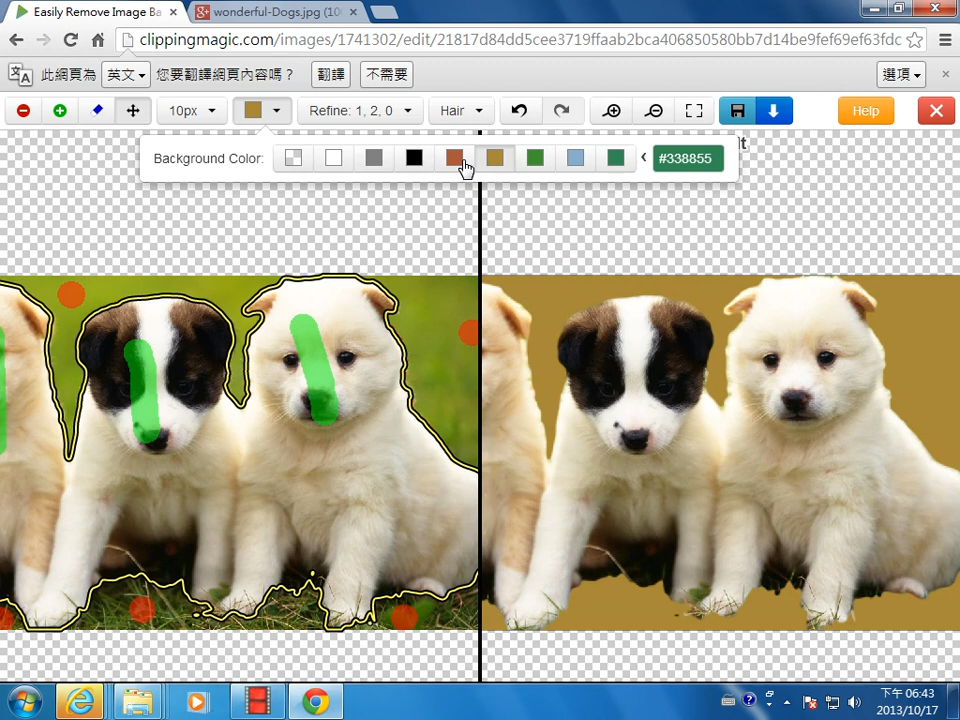 Easily Remove Image Ba
wonderful-Dogs.jpg (10
clippingmagic.com/images/1741302/edit/21817d84dd5cee3719ffaab2bca406850580bb7d14be9fef69ef63fdc
此網頁為 英文 您要翻譯網頁內容嗎？ 翻譯 不需要 選項
10px Refine: 1, 2, 0 Hair Help
Background Color: #338855
下午 06:43
2013/10/17